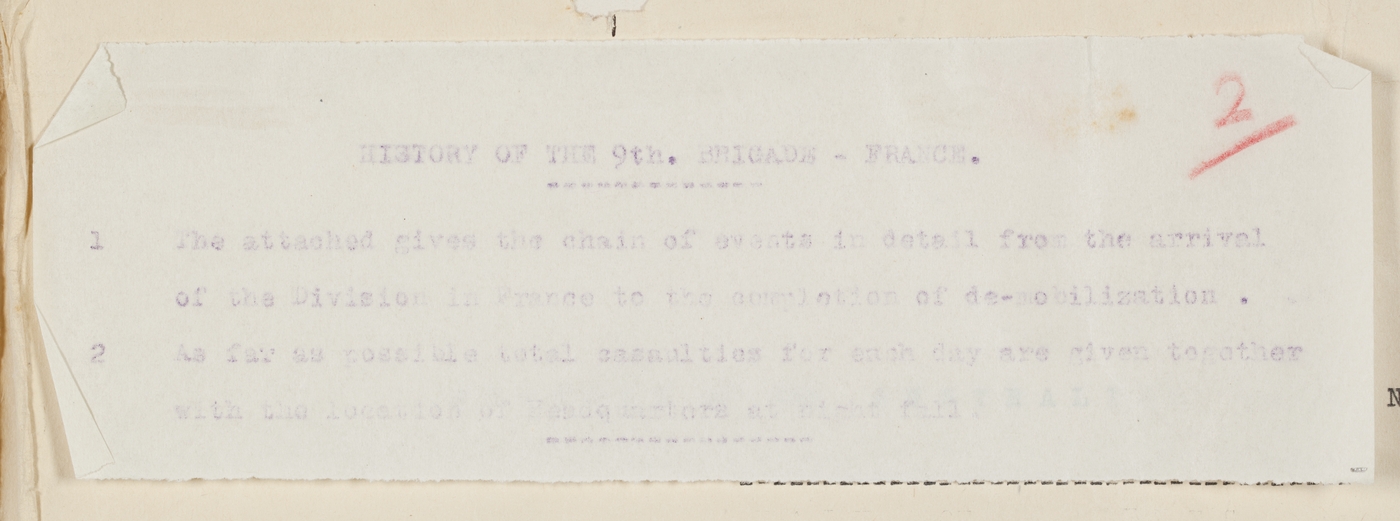 2
HISTORY OF THE 9th. BRIGADE - FRANCE.
1 The attached gives the chain of events in detail from the arrival
of the Division in France to the completion of de-mobilization .
2 As far as possible total casaulties for each day are given together
with the location of Headquarters at night fall.
N